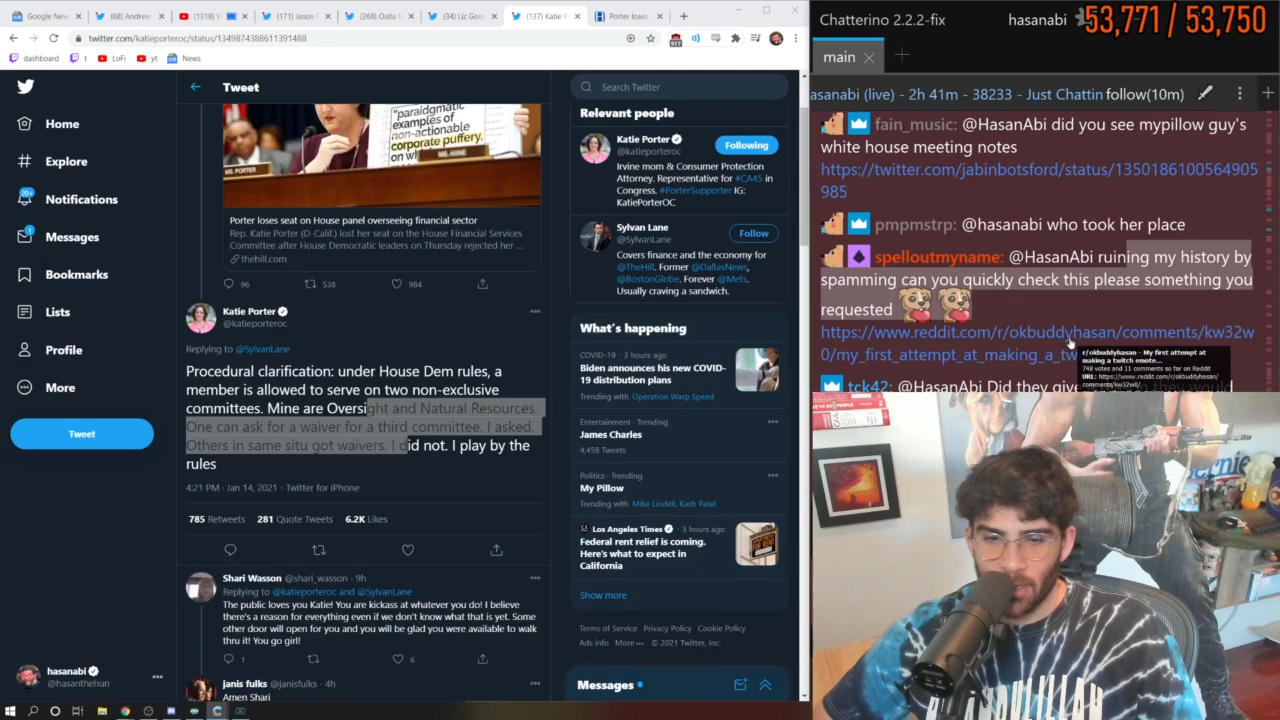 Google News
(68) Andrew
(1318) W
(171) Jason
(268) Osita
(34) Liz Go
(137) Katie P
Porter loses
twitter.com/katieporteroc/status/1349874388611391488
917
dashboard
t
LoFi
yt
News
Home
Explore
Notifications
20+
Messages
1
Bookmarks
Lists
Profile
More
Tweet
hasanabi
@hasanthehun
Tweet
"paradigmatic
examples of
non-actionable
corporate puffery,
on wh
MS. PORTER
Porter loses seat on House panel overseeing financial sector
Rep. Katie Porter (D-Calif.) lost her seat on the House Financial Services
Committee after House Democratic leaders on Thursday rejected her ...
thehill.com
96
538
984
Katie Porter
@katieporteroc
Replying to @SylvanLane
Procedural clarification: under House Dem rules, a
member is allowed to serve on two non-exclusive
committees. Mine are Oversight and Natural Resources.
One can ask for a waiver for a third committee. I asked.
Others in same situ got waivers. I did not. I play by the
rules
4:21 PM · Jan 14, 2021 · Twitter for iPhone
785 Retweets 281 Quote Tweets 6.2K Likes
Shari Wasson @shari_wasson · 9h
Replying to @katieporteroc and @SylvanLane
The public loves you Katie! You are kickass at whatever you do! I believe
there's a reason for everything even if we don't know what that is yet. Some
other door will open for you and you will be glad you were available to walk
thru it! You go girl!
1
6
janis fulks @janisfulks · 4h
Amen Shari
Search Twitter
Relevant people
Katie Porter
@katieporteroc
Following
Irvine mom & Consumer Protection
Attorney. Representative for #CA45 in
Congress. #PorterSupporter IG:
KatiePorterOC
Sylvan Lane
@SylvanLane
Follow
Covers finance and the economy for
@TheHill. Former @DallasNews,
@BostonGlobe. Forever @Mets.
Usually craving a sandwich.
What's happening
COVID-19 · 3 hours ago
Biden announces his new COVID-
19 distribution plans
Trending with Operation Warp Speed
Entertainment · Trending
James Charles
4,458 Tweets
Politics · Trending
My Pillow
Trending with Mike Lindell, Kash Patel
Los Angeles Times · 3 hours ago
Federal rent relief is coming.
Here's what to expect in
California
Show more
Terms of Service Privacy Policy Cookie Policy
Ads info More © 2021 Twitter, Inc.
Messages
Chatterino 2.2.2-fix
hasanabi
53,771 / 53,750
main
asanabi (live) - 2h 41m - 38233 - Just Chattin follow(10m)
fain_music: @HasanAbi did you see mypillow guy's
white house meeting notes
https://twitter.com/jabinbotsford/status/1350186100564905
985
pmpmstrp: @hasanabi who took her place
spelloutmyname: @HasanAbi ruining my history by
spamming can you quickly check this please something you
requested
https://www.reddit.com/r/okbuddyhasan/comments/kw32w
0/my_first_attempt_at_making_a_tw
r/okbuddyhasan - My first attempt at
making a twitch emote...
748 votes and 11 comments so far on Reddit
URL: https://www.reddit.com/r/okbuddyhasan/
comments/kw32w0/
tck42: @HasanAbi Did they give
they would
Bernie